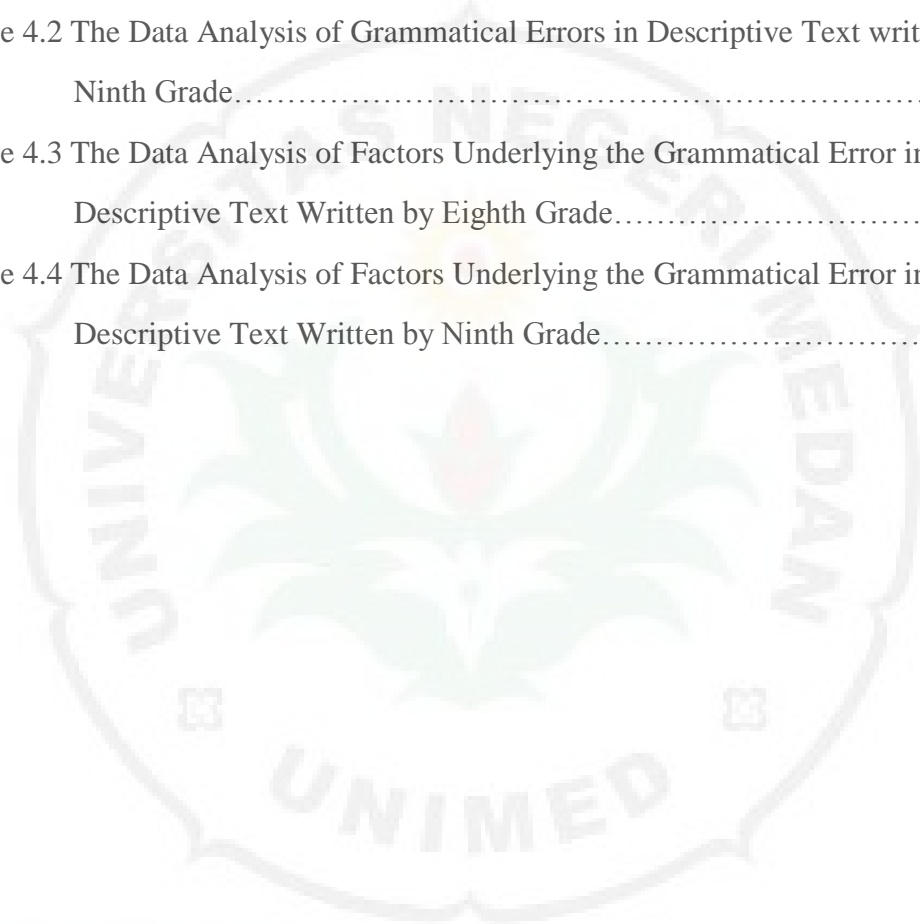 e 4.2 The Data Analysis of Grammatical Errors in Descriptive Text writ
Ninth Grade……………………………………………………………
e 4.3 The Data Analysis of Factors Underlying the Grammatical Error in
Descriptive Text Written by Eighth Grade…………………………
e 4.4 The Data Analysis of Factors Underlying the Grammatical Error in
Descriptive Text Written by Ninth Grade…………………………
UNIVERSITAS NEGERI MEDAN
UNIMED